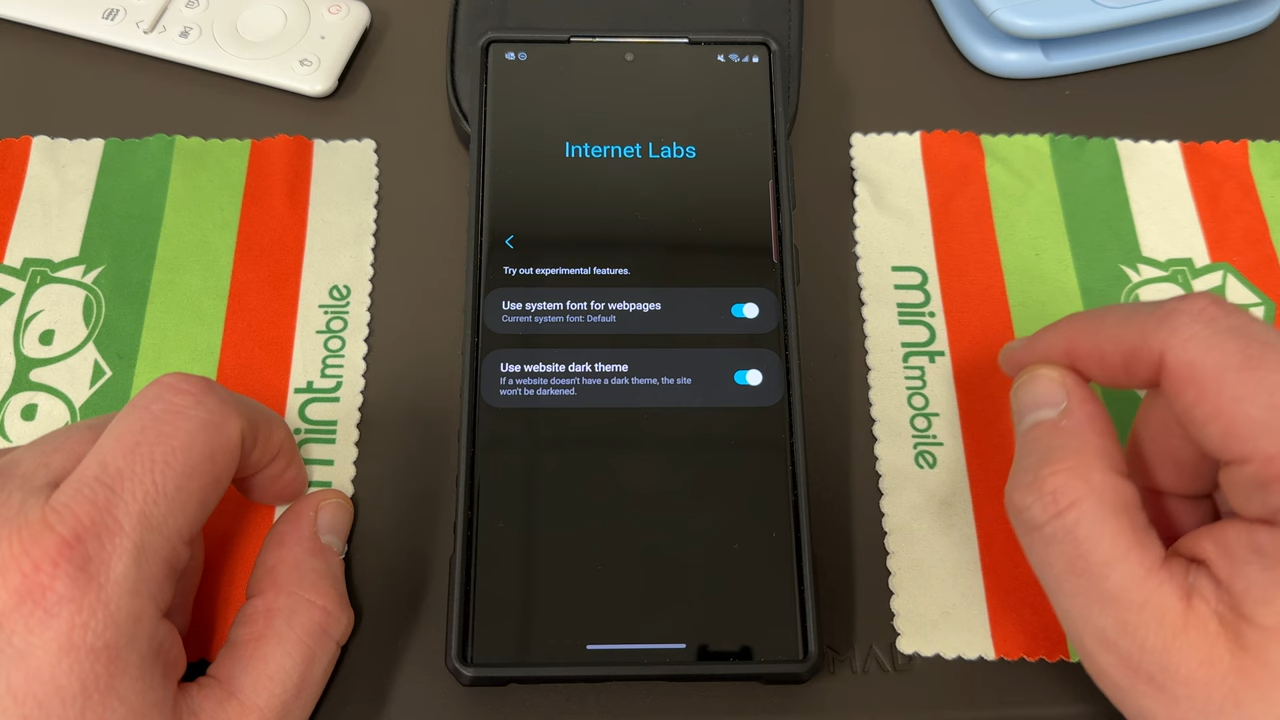 Internet Labs
Try out experimental features.
Use system font for webpages
Current system font: Default
Use website dark theme
If a website doesn't have a dark theme, the site
won't be darkened.
mintmobile
mintmobile